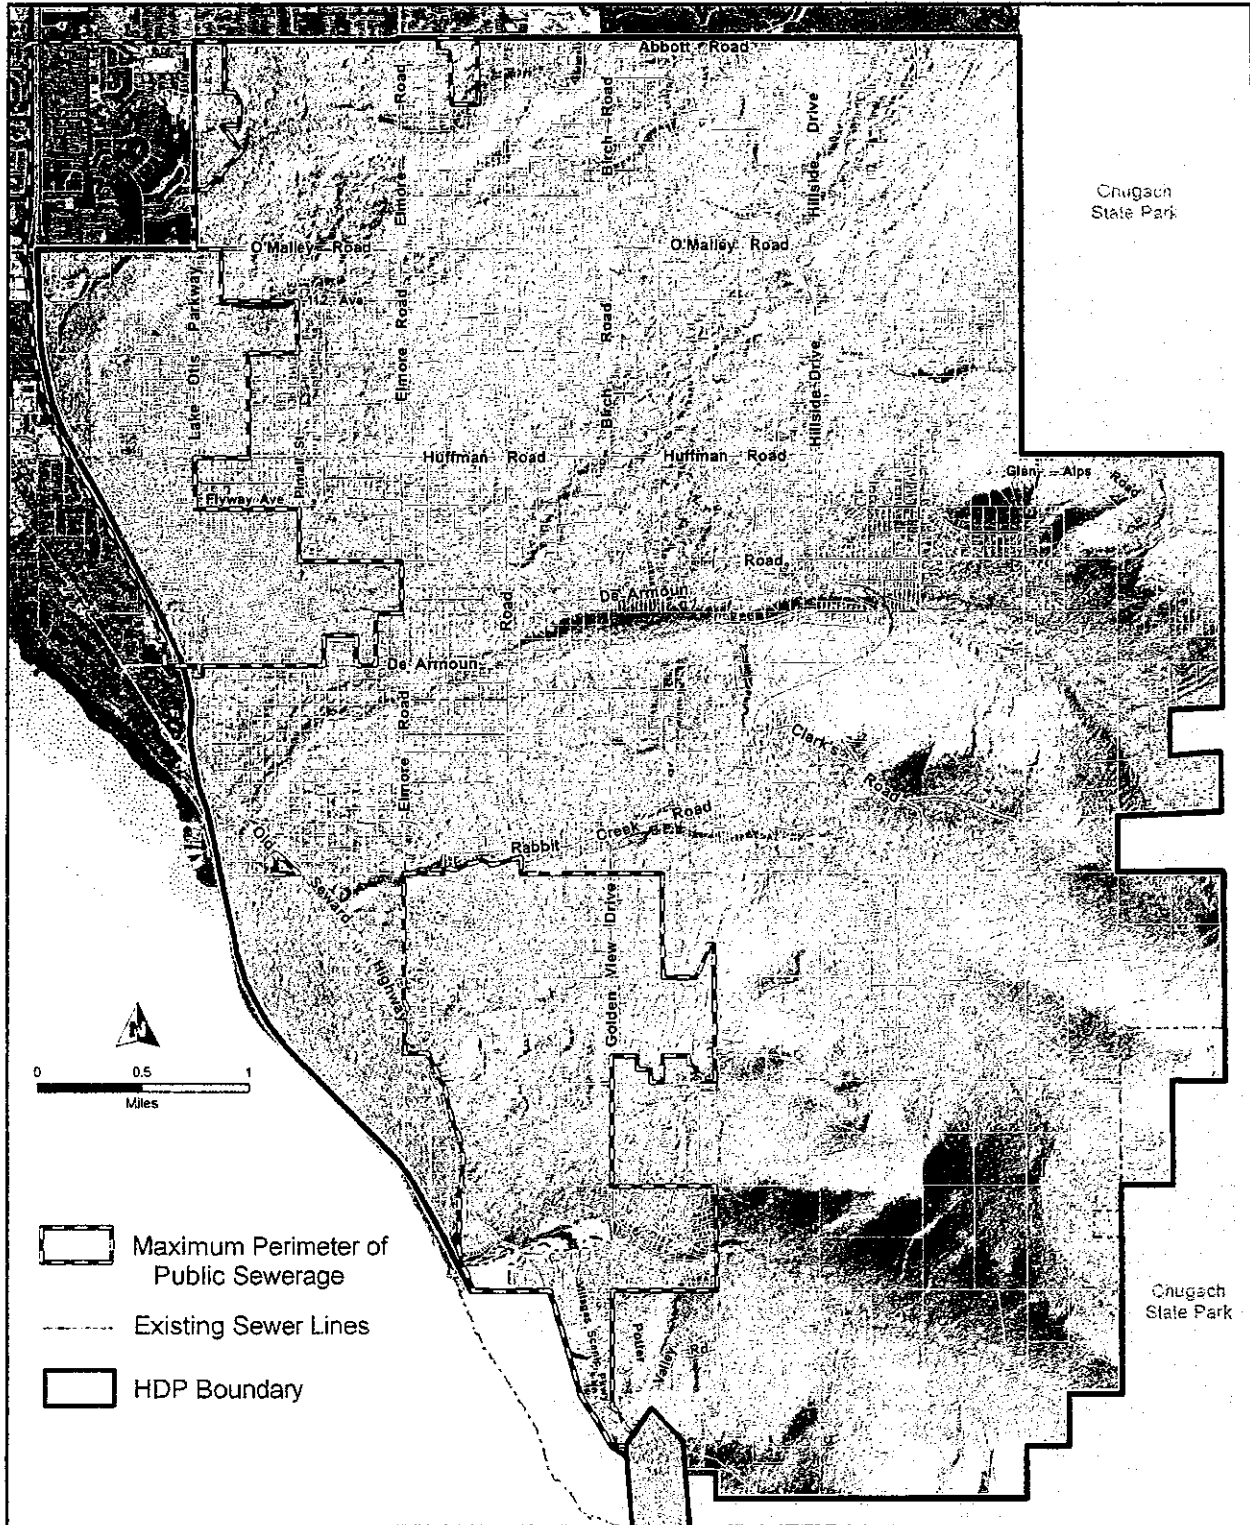 Abbott Road
Elmore Road
Birch Road
Hillside Drive
Chugach
State Park
O'Malley Road
O'Malley Road
Lake Otis Parkway
Elmore Road
Birch Road
Hillside Drive
Pintail St
Huffman Road
Huffman Road
Flyway Ave
Glen Alps Road
Road
De Armoun Road
De Armoun
Elmore Road
Elmore
Clark's Road
Rabbit Creek Road
Old Seward Highway
Golden View Drive
N
0 0.5 1
Miles
Maximum Perimeter of
Public Sewerage
Existing Sewer Lines
HDP Boundary
Potter Valley Rd
Chugach
State Park